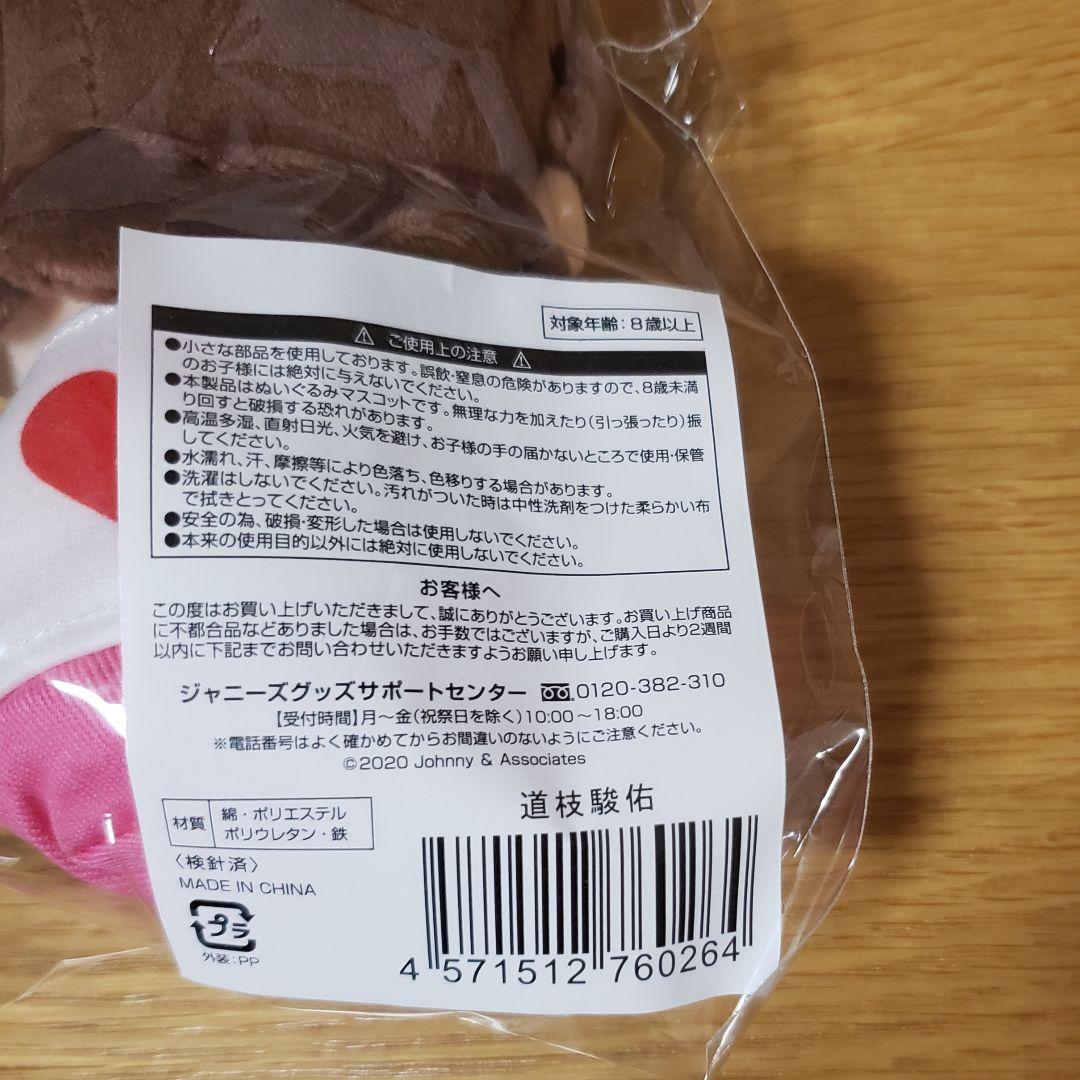 対象年齢:8歳以上
⚠ ご使用上の注意 ⚠
●小さな部品を使用しております。誤飲・窒息の危険がありますので、8歳未満
のお子様には絶対に与えないでください。
●本製品はぬいぐるみマスコットです。無理な力を加えたり(引っ張ったり)振
り回すと破損する恐れがあります。
●高温多湿、直射日光、火気を避け、お子様の手の届かないところで使用・保管
してください。
●水濡れ、汗、摩擦等により色落ち、色移りする場合があります。
●洗濯はしないでください。汚れがついた時は中性洗剤をつけた柔らかい布
で拭きとってください。
●安全の為、破損・変形した場合は使用しないでください。
●本来の使用目的以外には絶対に使用しないでください。
お客様へ
この度はお買い上げいただきまして、誠にありがとうございます。お買い上げ商品
に不都合品などありました場合は、お手数ではございますが、ご購入日より2週間
以内に下記までお問い合わせいただきますようお願い申し上げます。
ジャニーズグッズサポートセンター 0120-382-310
【受付時間】月~金(祝祭日を除く)10:00~18:00
※電話番号はよく確かめてからお間違いのないようにご注意ください。
©2020 Johnny & Associates
道枝駿佑
材質 綿・ポリエステル
ポリウレタン・鉄
〈検針済〉
MADE IN CHINA
プラ
外装:PP
4 571512 760264